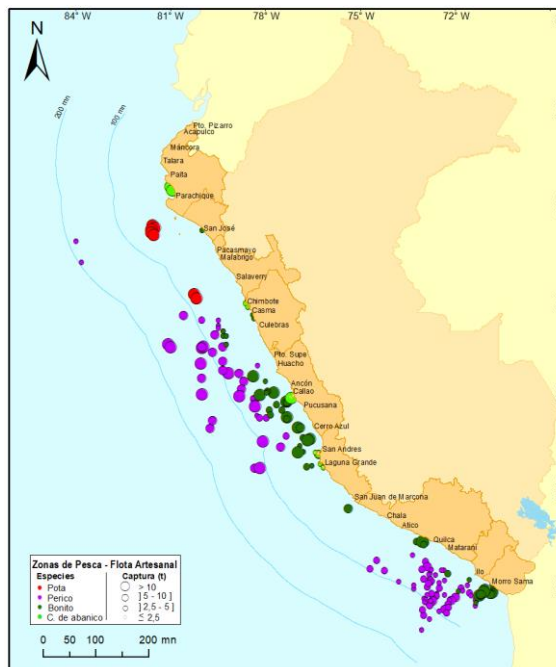 84° W 81° 78° 75° 72° W
N
200 mn
100 mn
Pto. Pizarro
Acapulco
Máncora
Talara
Paita
Parachique
San José
Pacasmayo
Malabrigo
Salaverry
Chimbote
Casma
Culebras
Pto. Supe
Huacho
Ancón
Callao
Pucusana
Cerro Azul
San Andres
Laguna Grande
San Juan de Marcona
Chala
Atico
Quilca
Matarani
Ilo
Morro Sama
Zonas de Pesca - Flota Artesanal
Especies Captura (t)
Pota > 10
Perico ] 5 - 10 ]
Bonito ] 2,5 - 5 ]
C. de abanico ≤ 2,5
0 50 100 200 mn